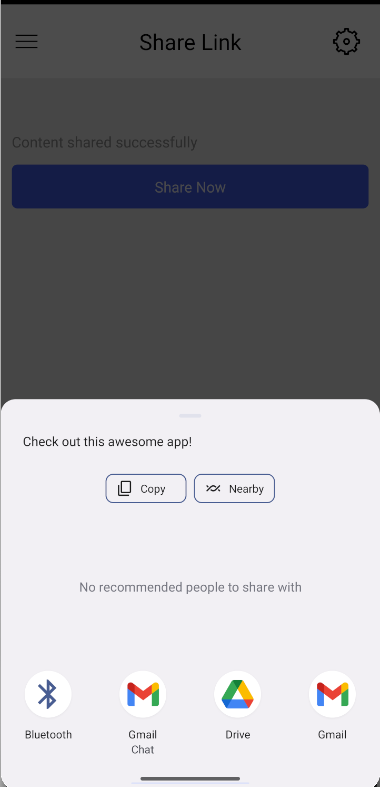 Share Link
Content shared successfully
Share Now
Check out this awesome app!
Copy
Nearby
No recommended people to share with
Bluetooth
Gmail
Chat
Drive
Gmail